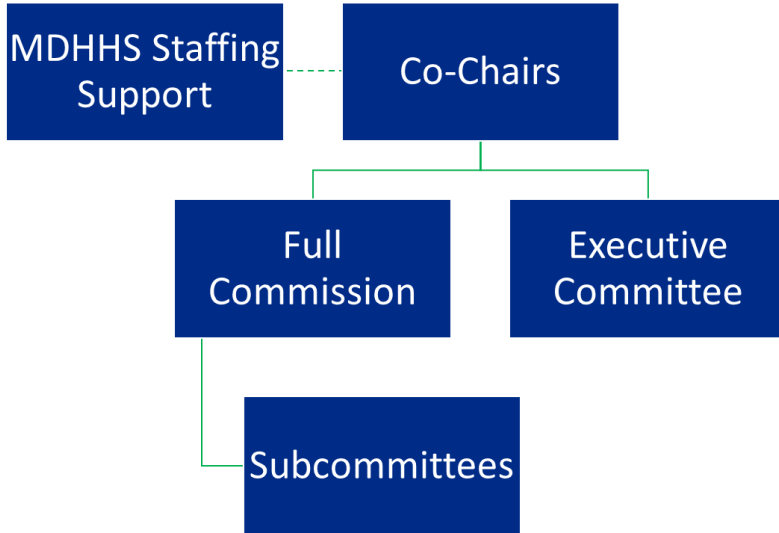 MDHHS Staffing
Support
Co-Chairs
Full
Commission
Executive
Committee
Subcommittees